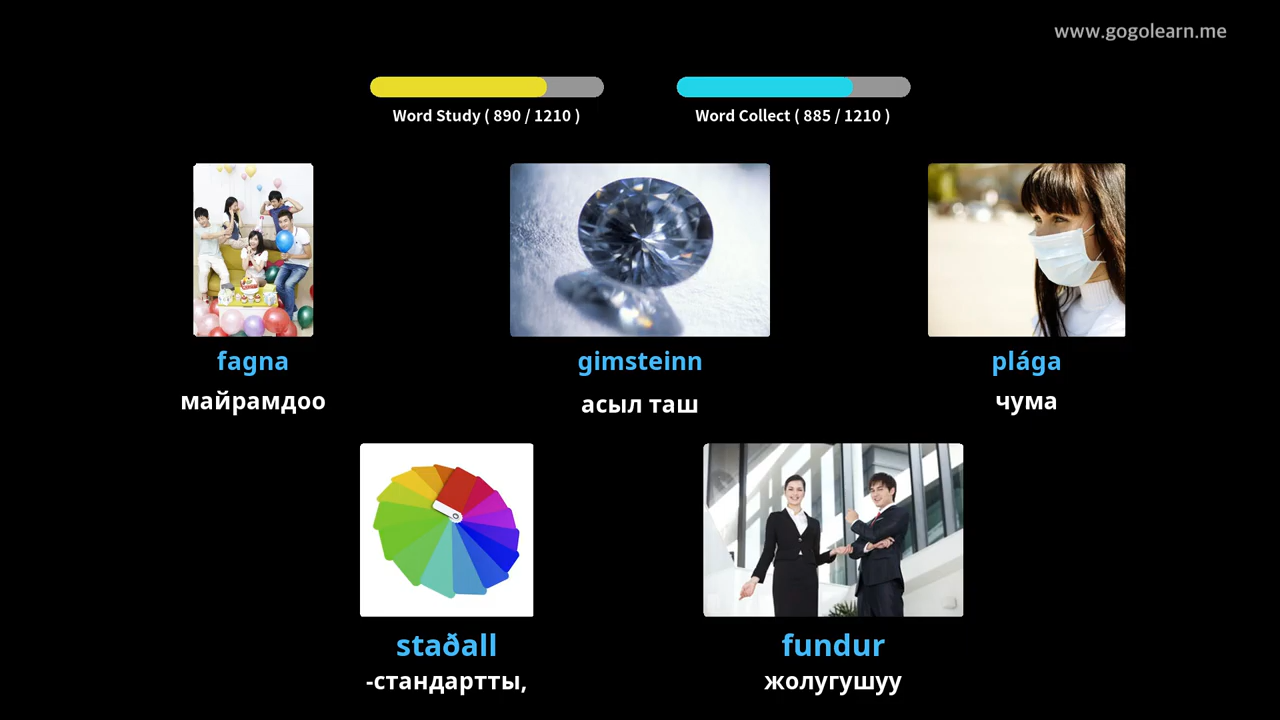 www.gogolearn.me
Word Study ( 890 / 1210 )
Word Collect ( 885 / 1210 )
fagna
майрамдоо
gimsteinn
асыл таш
plága
чума
staðall
-стандартты,
fundur
жолугушуу